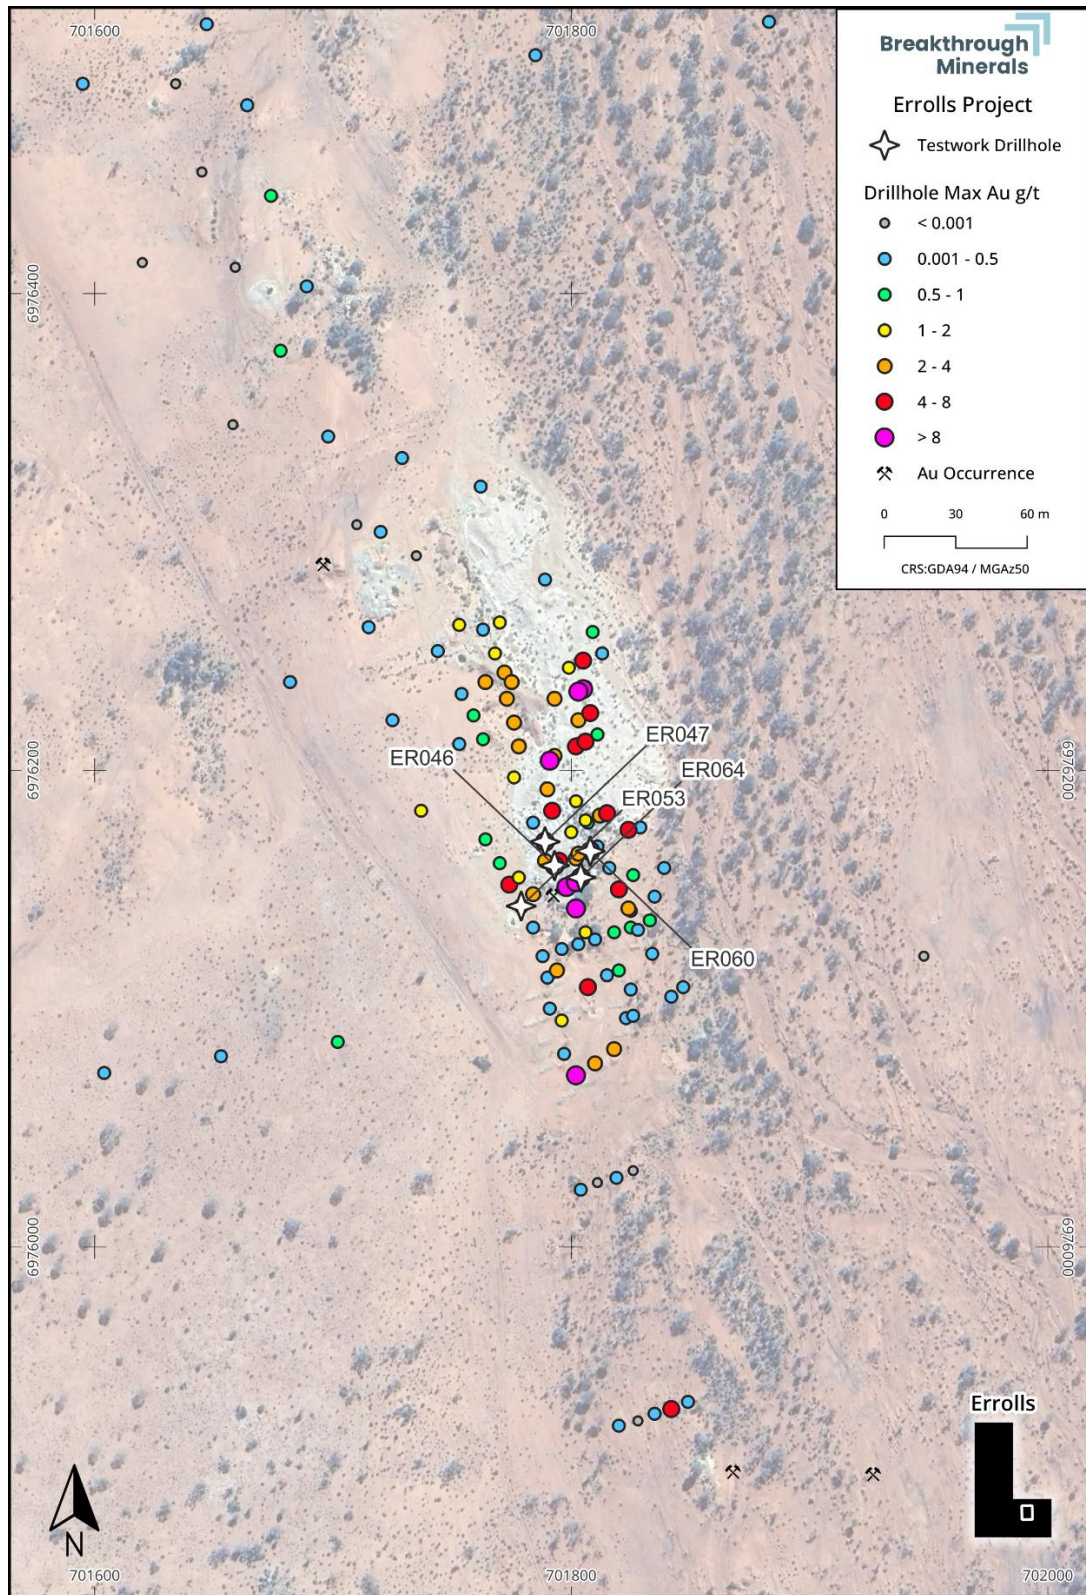 701600
701800
Breakthrough
Minerals
Errolls Project
Testwork Drillhole
Drillhole Max Au g/t
< 0.001
0.001 - 0.5
0.5 - 1
1 - 2
2 - 4
4 - 8
> 8
Au Occurrence
0 30 60 m
CRS:GDA94 / MGAz50
6976400
ER047
ER046
ER064
ER053
6976200
6976200
ER060
6976000
6976000
Errolls
N
701600
701800
702000